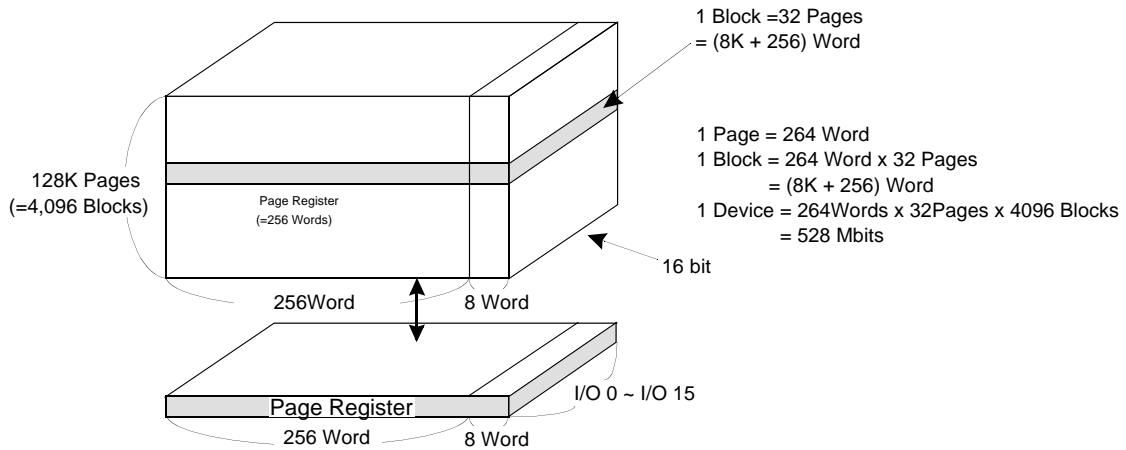 1 Block =32 Pages
= (8K + 256) Word
1 Page = 264 Word
1 Block = 264 Word x 32 Pages
= (8K + 256) Word
1 Device = 264Words x 32Pages x 4096 Blocks
= 528 Mbits
128K Pages
(=4,096 Blocks)
Page Register
(=256 Words)
16 bit
256Word
8 Word
I/O 0 ~ I/O 15
Page Register
256 Word
8 Word